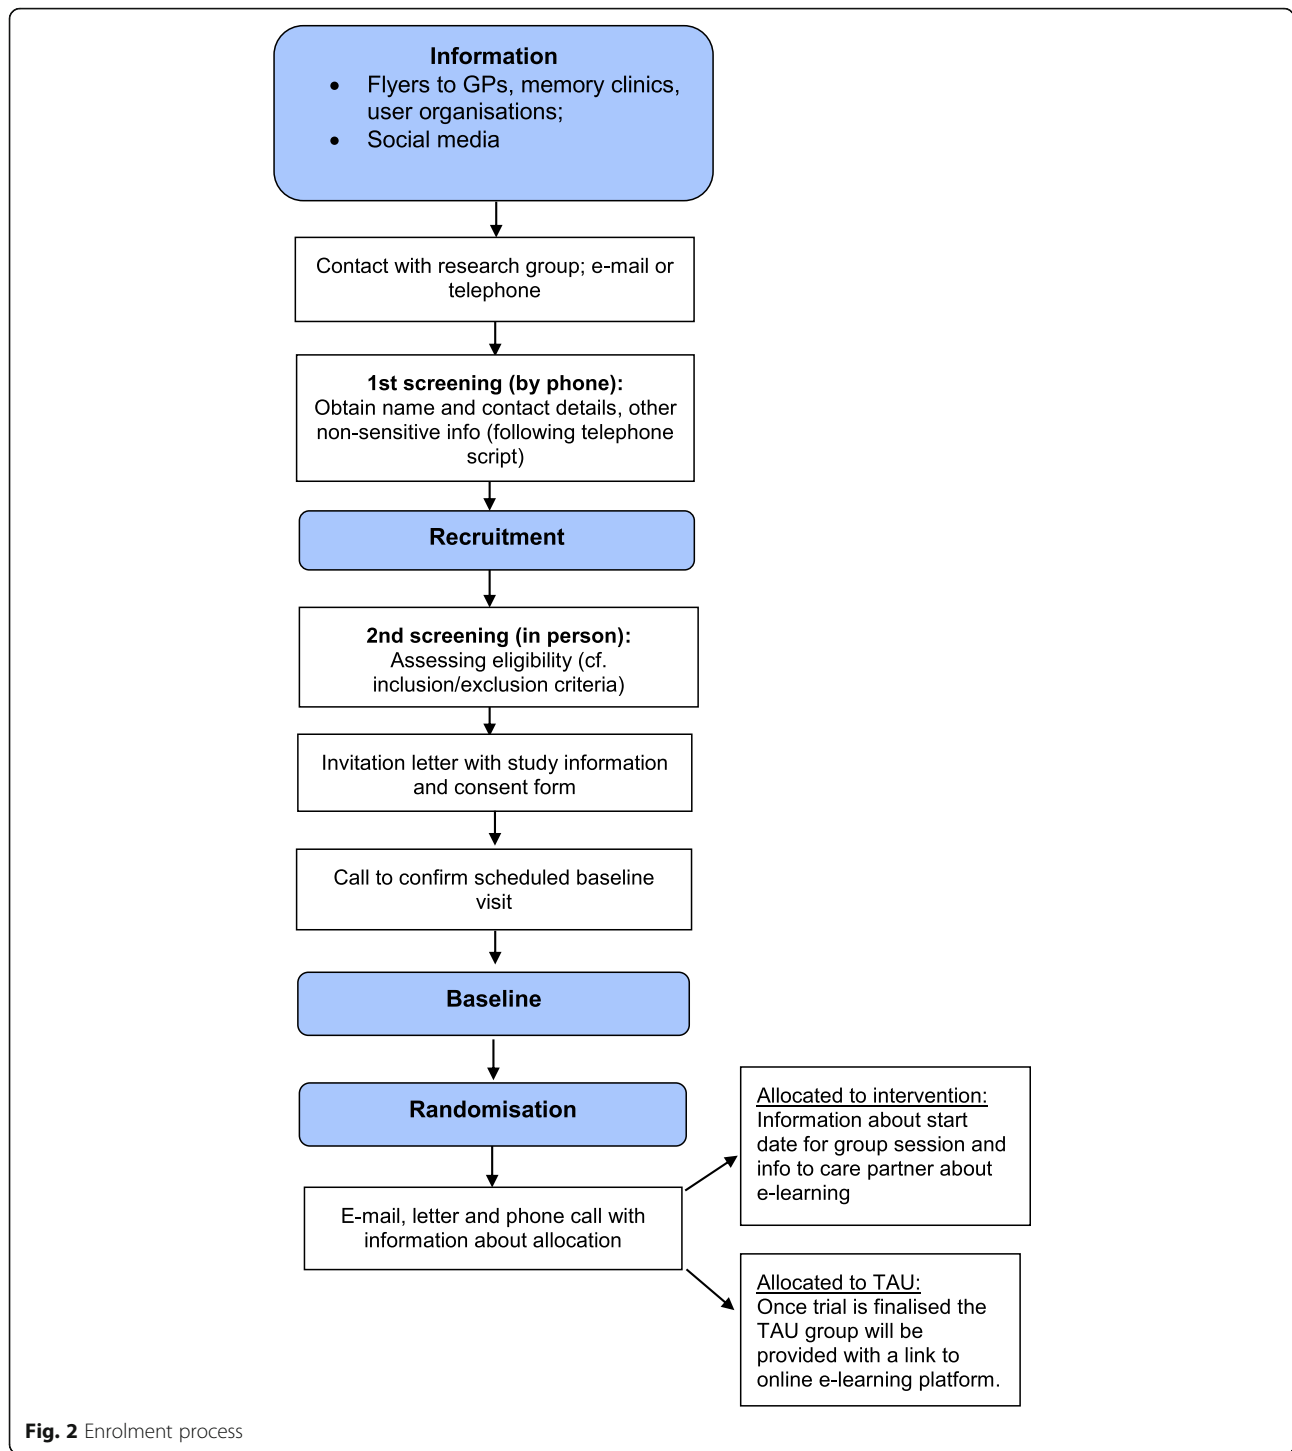 Information
• Flyers to GPs, memory clinics,
user organisations;
• Social media
Contact with research group; e-mail or
telephone
1st screening (by phone):
Obtain name and contact details, other
non-sensitive info (following telephone
script)
Recruitment
2nd screening (in person):
Assessing eligibility (cf.
inclusion/exclusion criteria)
Invitation letter with study information
and consent form
Call to confirm scheduled baseline
visit
Baseline
Randomisation
E-mail, letter and phone call with
information about allocation
Allocated to intervention:
Information about start
date for group session and
info to care partner about
e-learning
Allocated to TAU:
Once trial is finalised the
TAU group will be
provided with a link to
online e-learning platform.
Fig. 2 Enrolment process